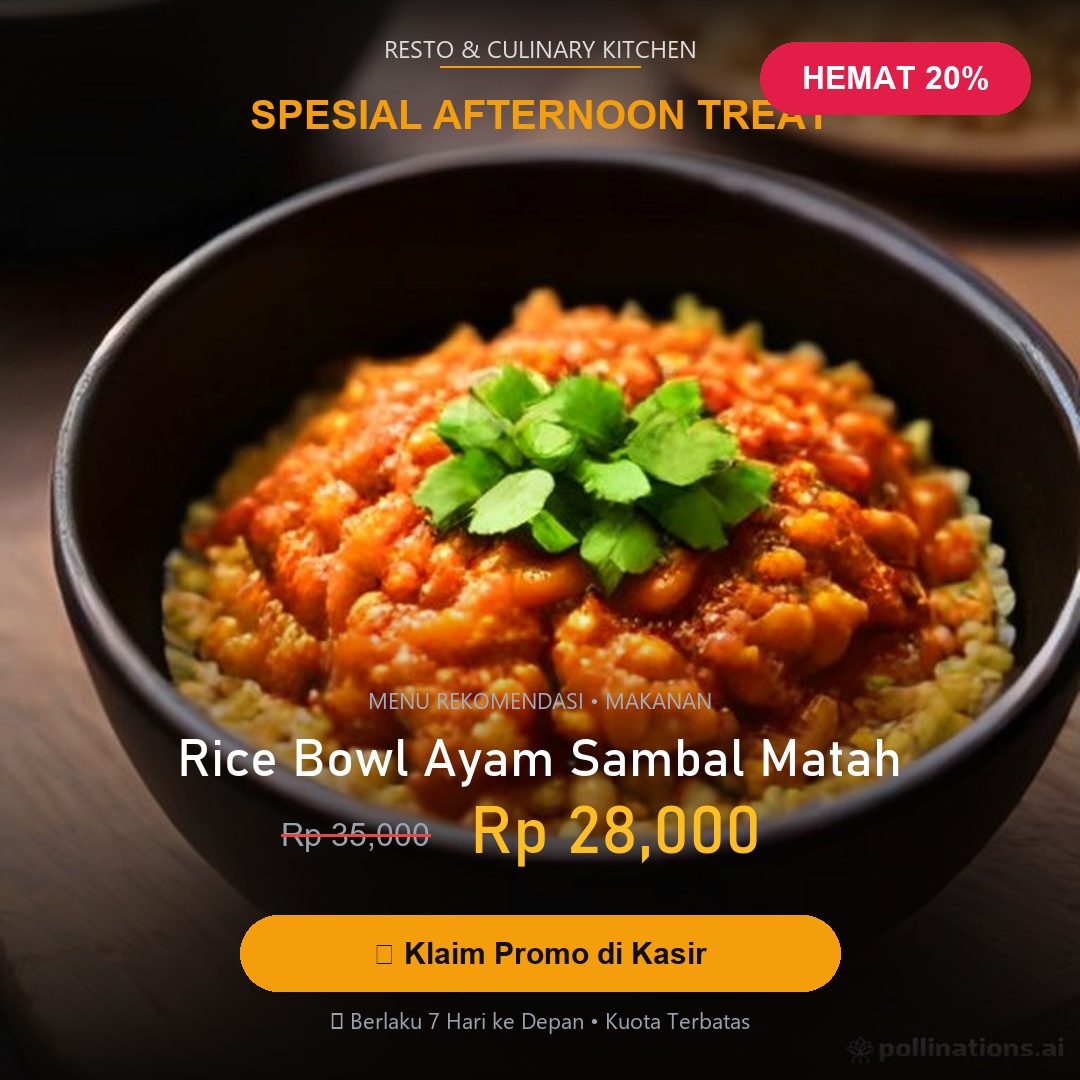 RESTO & CULINARY KITCHEN
HEMAT 20%
SPESIAL AFTERNOON TREAT
MENU REKOMENDASI • MAKANAN
Rice Bowl Ayam Sambal Matah
Rp 35,000 Rp 28,000
Klaim Promo di Kasir
Berlaku 7 Hari ke Depan • Kuota Terbatas
pollinations.ai